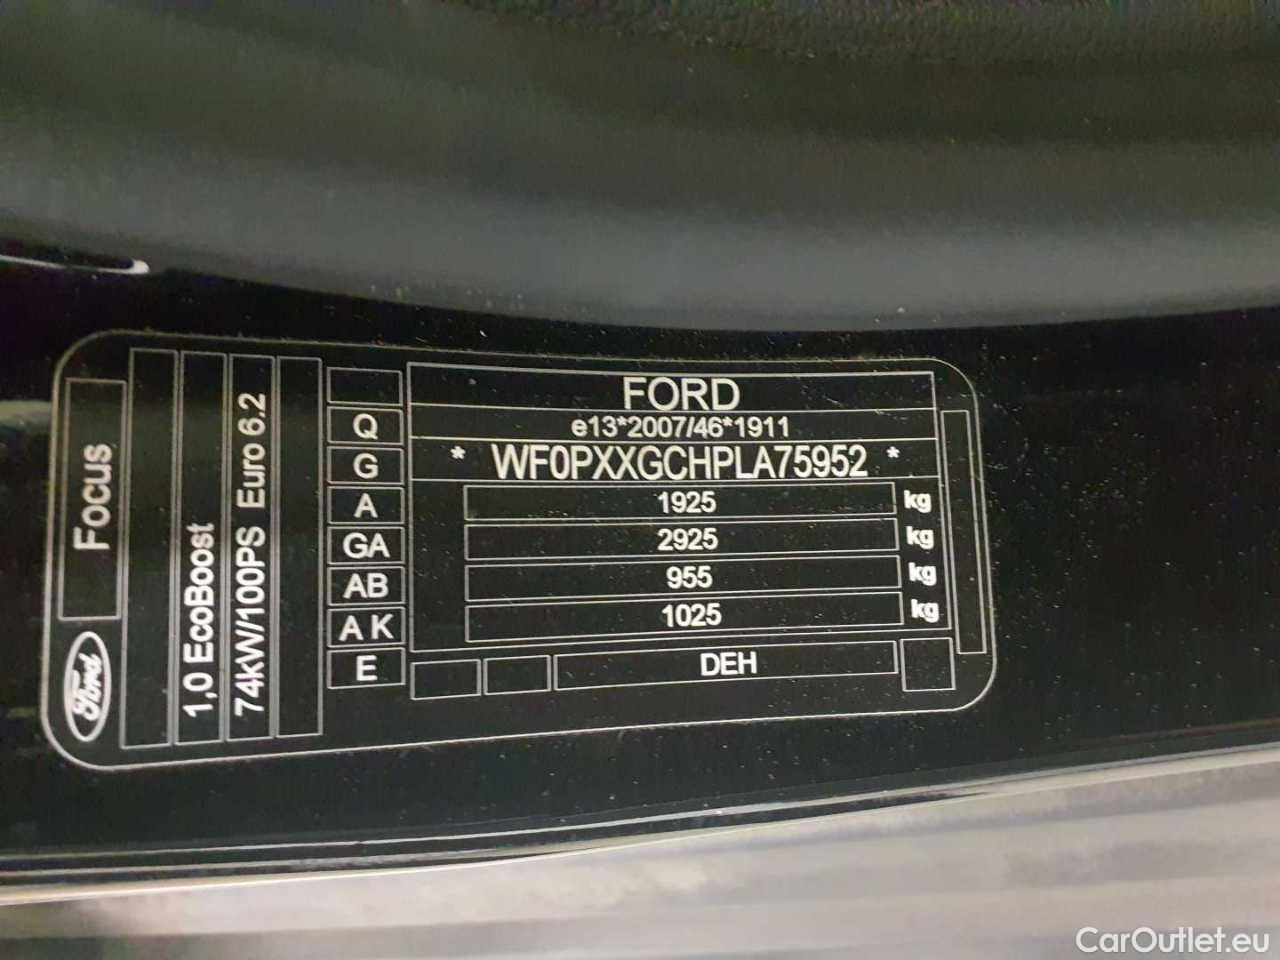 FORD
e13*2007/46*1911
* WF0PXXGCHPLA75952 *
Q
G
A
GA
AB
A K
E
1925 kg
2925 kg
955 kg
1025 kg
DEH
Ford Focus
1,0 EcoBoost
74kW/100PS Euro 6.2
CarOutlet.eu